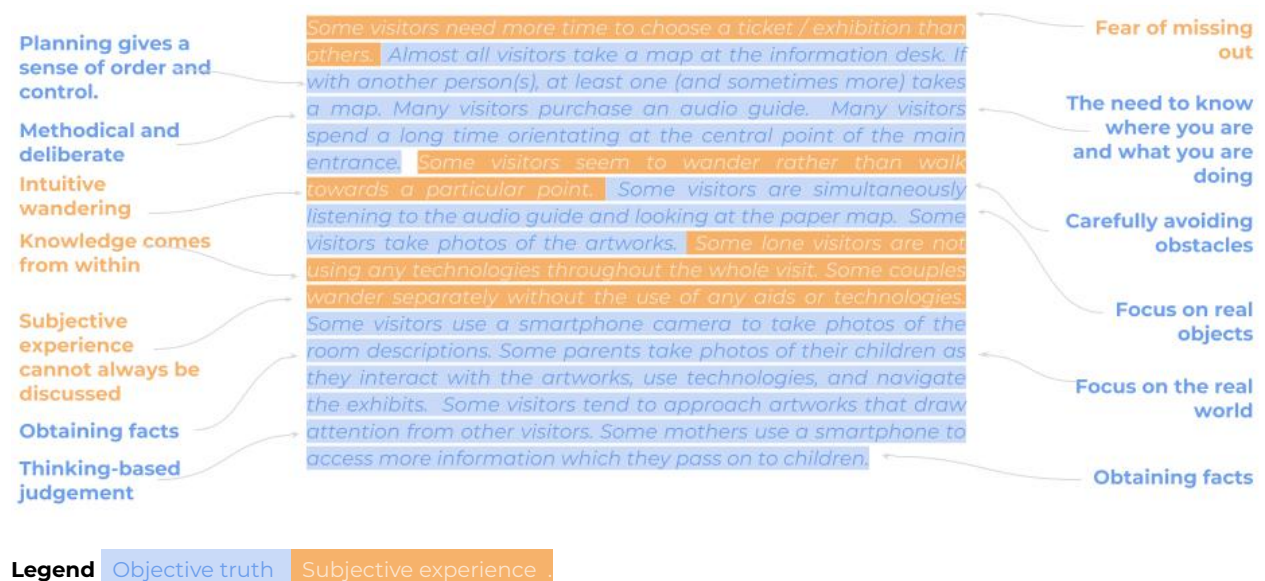 Planning gives a
sense of order and
control.
Methodical and
deliberate
Intuitive
wandering
Knowledge comes
from within
Subjective
experience
cannot always be
discussed
Obtaining facts
Thinking-based
judgement
Some visitors need more time to choose a ticket / exhibition than
others. Almost all visitors take a map at the information desk. If
with another person(s), at least one (and sometimes more) takes
a map. Many visitors purchase an audio guide. Many visitors
spend a long time orientating at the central point of the main
entrance. Some visitors seem to wander rather than walk
towards a particular point. Some visitors are simultaneously
listening to the audio guide and looking at the paper map. Some
visitors take photos of the artworks. Some lone visitors are not
using any technologies throughout the whole visit. Some couples
wander separately without the use of any aids or technologies.
Some visitors use a smartphone camera to take photos of the
room descriptions. Some parents take photos of their children as
they interact with the artworks, use technologies, and navigate
the exhibits. Some visitors tend to approach artworks that draw
attention from other visitors. Some mothers use a smartphone to
access more information which they pass on to children.
Fear of missing
out
The need to know
where you are
and what you are
doing
Carefully avoiding
obstacles
Focus on real
objects
Focus on the real
world
Obtaining facts
Legend Objective truth Subjective experience .